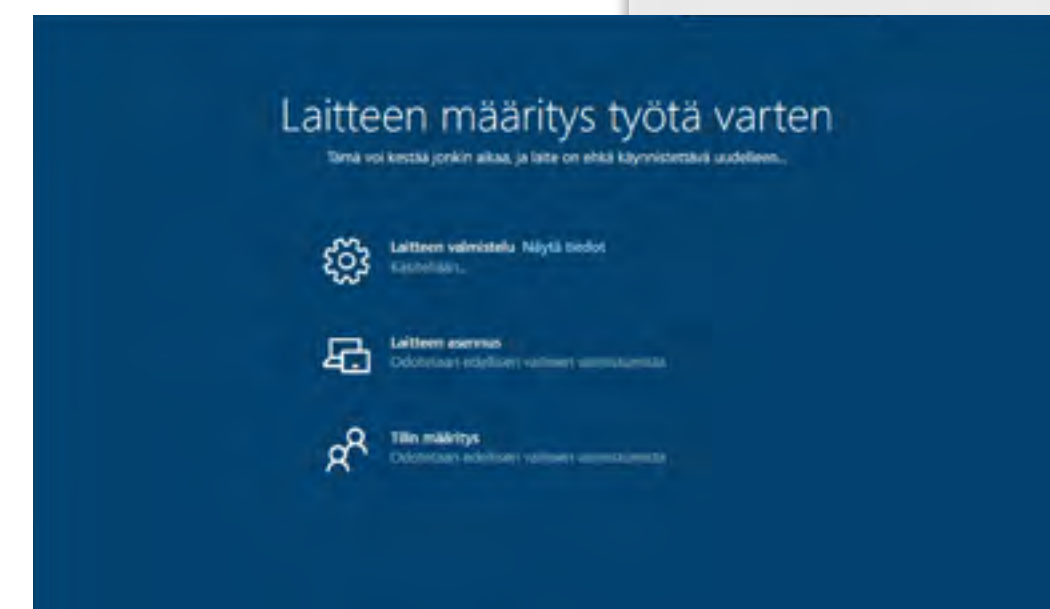 Laitteen määritys työtä varten
Tämä voi kestää jonkin aikaa, ja laite on ehkä käynnistettävä uudelleen...
Laitteen valmistelu Näytä tiedot
Käsitellään...
Laitteen asennus
Odotetaan edellisen vaiheen valmistumista
Tilin määritys
Odotetaan edellisen vaiheen valmistumista